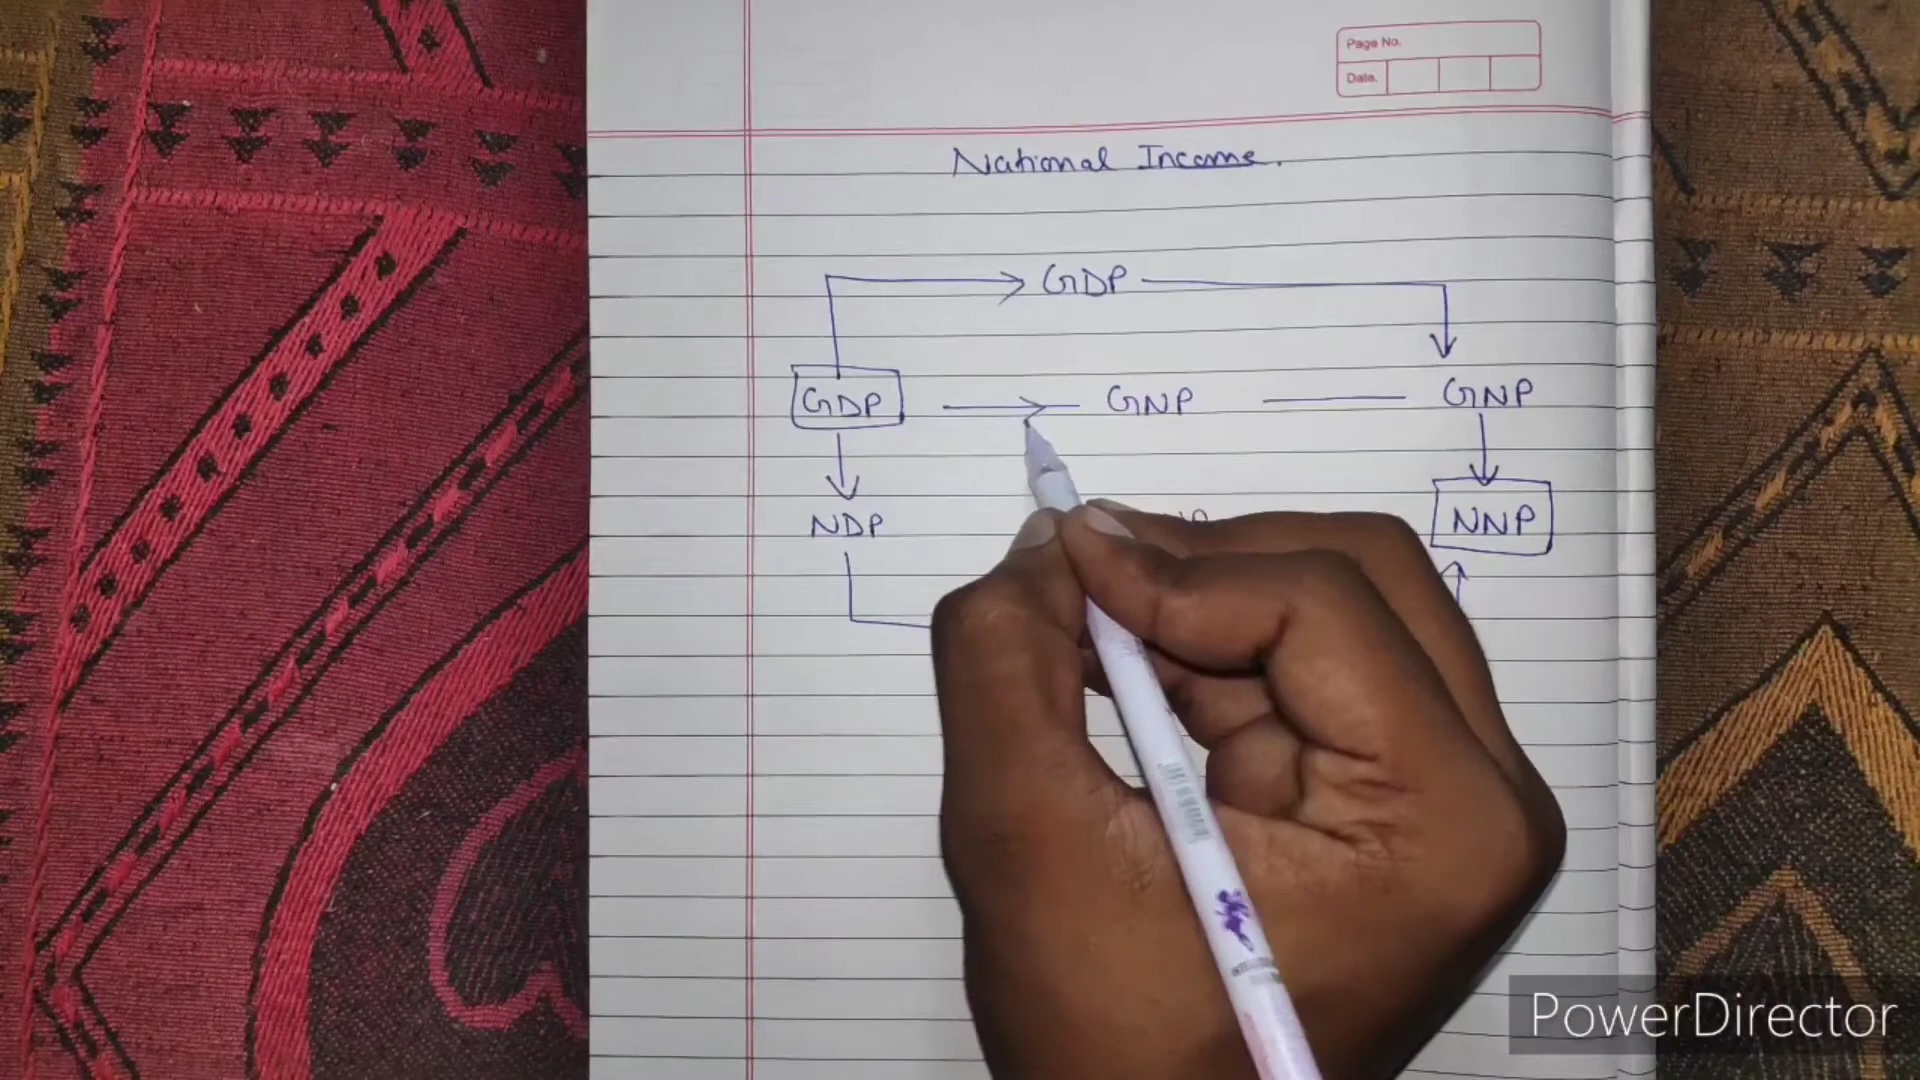 Page No.
Date.
National Income.
GDP
GDP GNP GNP
NDP NNP
PowerDirector